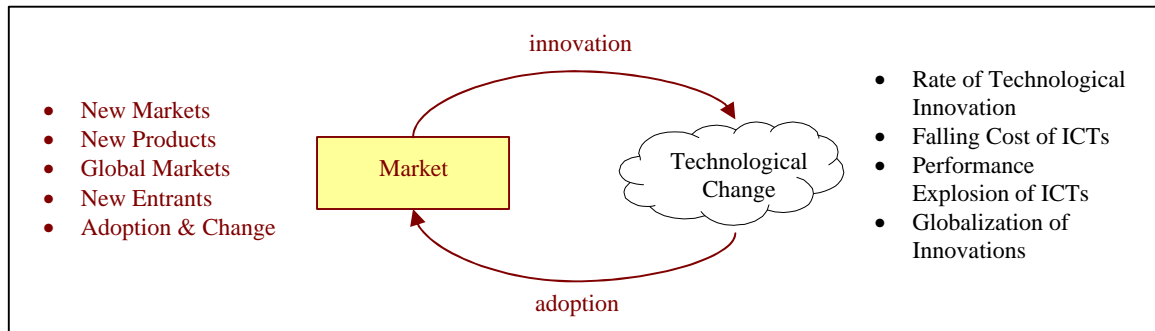 innovation
• New Markets
• New Products
• Global Markets
• New Entrants
• Adoption & Change
Market
Technological
Change
• Rate of Technological
Innovation
• Falling Cost of ICTs
• Performance
Explosion of ICTs
• Globalization of
Innovations
adoption